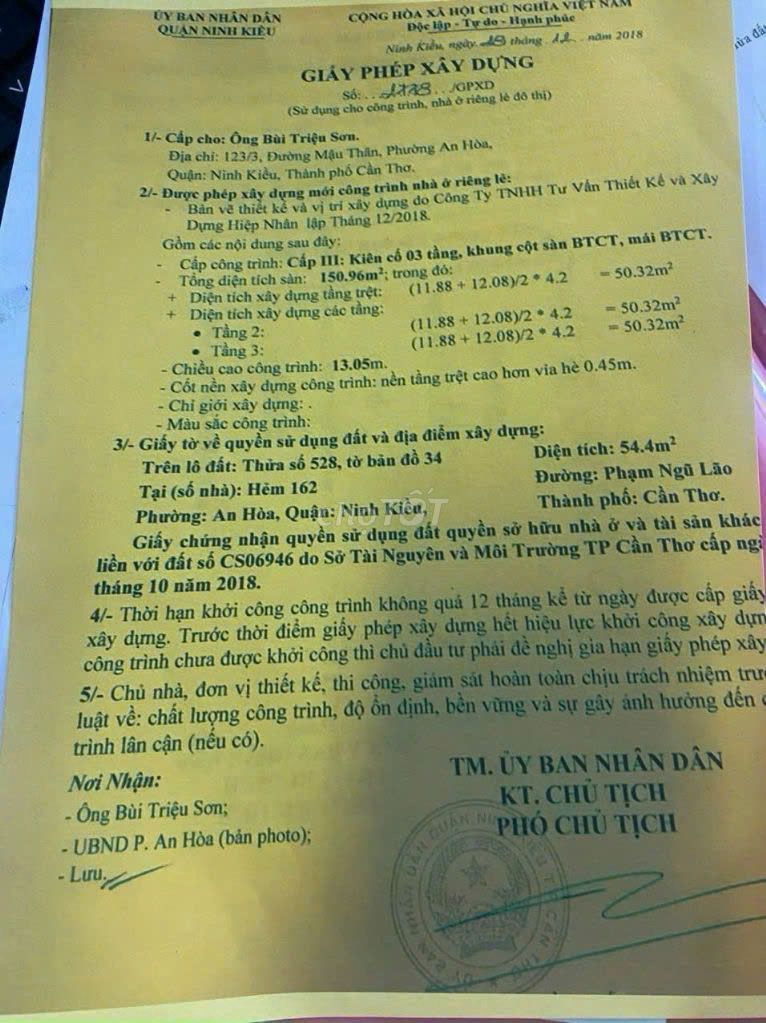 ỦY BAN NHÂN DÂN
QUẬN NINH KIỀU
CỘNG HÒA XÃ HỘI CHỦ NGHĨA VIỆT NAM
Độc lập - Tự do - Hạnh phúc
Ninh Kiều, ngày 28 tháng 12 năm 2018
GIẤY PHÉP XÂY DỰNG
Số: /GPXD
(Sử dụng cho công trình, nhà ở riêng lẻ đô thị)
1/- Cấp cho: Ông Bùi Triệu Sơn.
Địa chỉ: 123/3, Đường Mậu Thân, Phường An Hòa,
Quận: Ninh Kiều, Thành phố Cần Thơ.
2/- Được phép xây dựng mới công trình nhà ở riêng lẻ:
- Bản vẽ thiết kế và vị trí xây dựng do Công Ty TNHH Tư Vấn Thiết Kế và Xây
Dựng Hiệp Nhân lập Tháng 12/2018.
Gồm các nội dung sau đây:
- Cấp công trình: Cấp III: Kiên cố 03 tầng, khung cột sàn BTCT, mái BTCT.
- Tổng diện tích sàn: 150.96m²; trong đó:
+ Diện tích xây dựng tầng trệt: (11.88 + 12.08)/2 * 4.2 = 50.32m²
+ Diện tích xây dựng các tầng:
• Tầng 2: (11.88 + 12.08)/2 * 4.2 = 50.32m²
• Tầng 3: (11.88 + 12.08)/2 * 4.2 = 50.32m²
- Chiều cao công trình: 13.05m.
- Cốt nền xây dựng công trình: nền tầng trệt cao hơn vỉa hè 0.45m.
- Chỉ giới xây dựng: .
- Màu sắc công trình:
3/- Giấy tờ về quyền sử dụng đất và địa điểm xây dựng:
Trên lô đất: Thửa số 528, tờ bản đồ 34 Diện tích: 54.4m²
Tại (số nhà): Hẻm 162 Đường: Phạm Ngũ Lão
Phường: An Hòa, Quận: Ninh Kiều, Thành phố: Cần Thơ.
Giấy chứng nhận quyền sử dụng đất quyền sở hữu nhà ở và tài sản khác
liền với đất số CS06946 do Sở Tài Nguyên và Môi Trường TP Cần Thơ cấp ngà
tháng 10 năm 2018.
4/- Thời hạn khởi công công trình không quá 12 tháng kể từ ngày được cấp giấy
xây dựng. Trước thời điểm giấy phép xây dựng hết hiệu lực khởi công xây dựn
công trình chưa được khởi công thì chủ đầu tư phải đề nghị gia hạn giấy phép xây
5/- Chủ nhà, đơn vị thiết kế, thi công, giám sát hoàn toàn chịu trách nhiệm trướ
luật về: chất lượng công trình, độ ổn định, bền vững và sự gây ảnh hưởng đến c
trình lân cận (nếu có).
Nơi Nhận:
- Ông Bùi Triệu Sơn;
- UBND P. An Hòa (bản photo);
- Lưu.
TM. ỦY BAN NHÂN DÂN
KT. CHỦ TỊCH
PHÓ CHỦ TỊCH
CHỢ TỐT